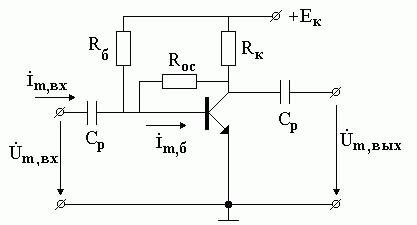 +Eк
Rб
Rос
Rк
İm,вх
Cр
İm,б
Cр
U̇m,вх
U̇m,вых